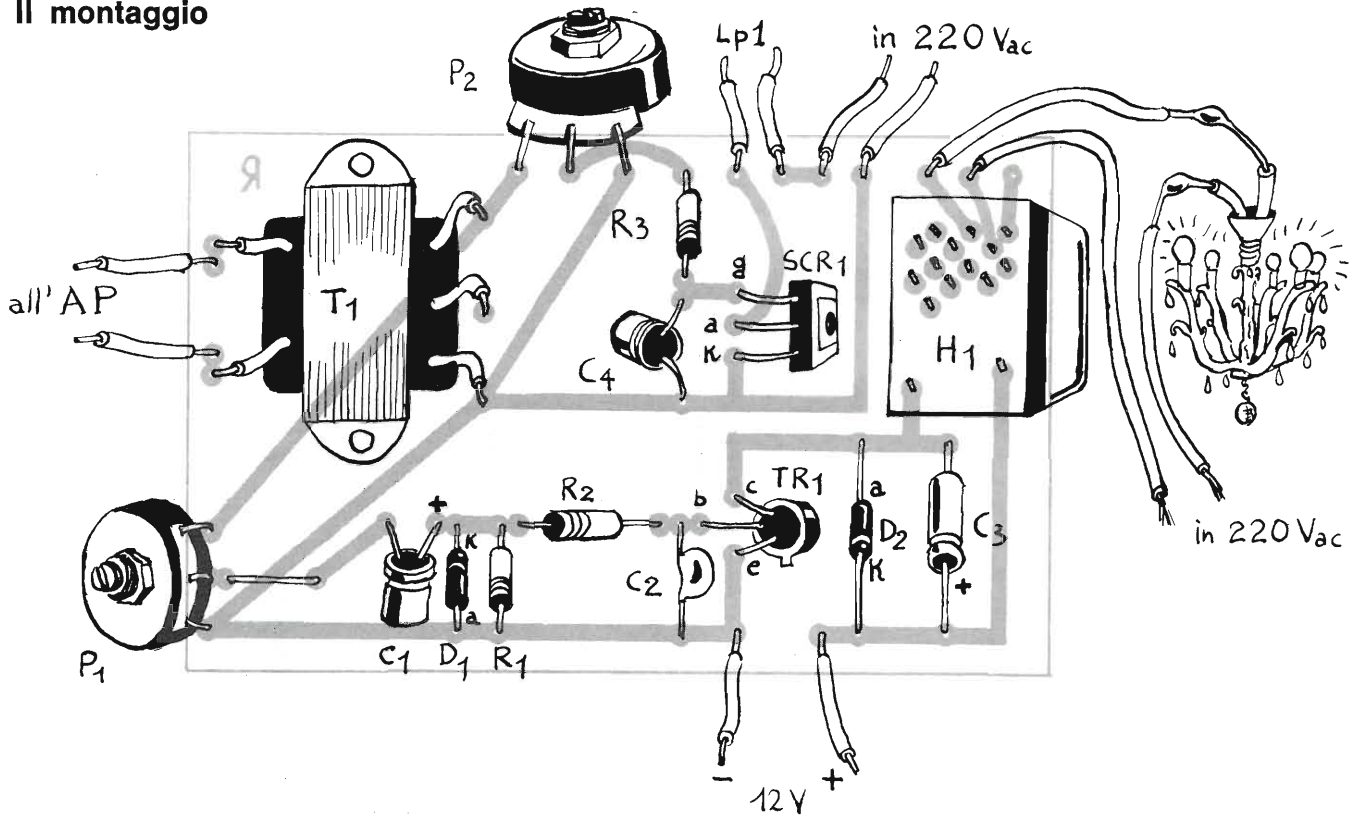 Il montaggio
P2
Lp1
in 220 Vac
R
R3
g
SCR1
all'AP
T1
a
K
C4
H1
+
R2
b
c
TR1
a
D2
C3
in 220 Vac
K
e
K
C2
+
a
P1
C1
D1
R1
-
12V
+